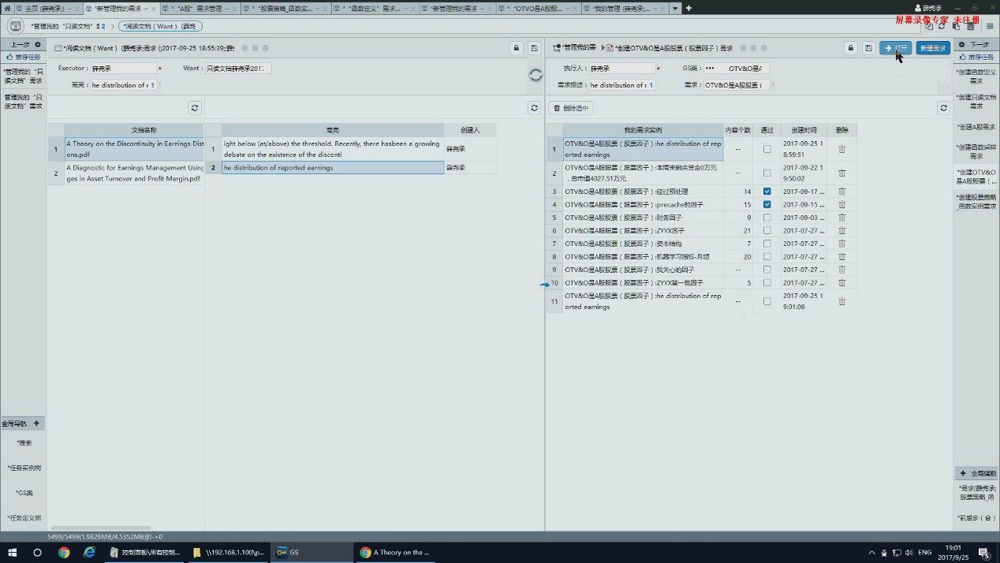 主页 (薛尧承;)
*新管理我的需求
* "A股" 需求管理
* "股票策略_函数实...
* "函数定义" 需求...
*新管理我的需求
* "OTVO是A股股...
*我的管理 (薛尧承;...
薛尧承
屏幕录像专家 未注册
*管理我的 "只读文档" 2
*阅读文档 (Want) (薛尧
上一步
推荐任务
*管理我的 "只读文档" 需求
管理我的 "只读文档" 需求
*阅读文档 (Want) (薛尧承;需求 (;2017-09-25 18:55:39;;薛
Executor : 薛尧承 *
Want : 只读文档薛尧承2017
高亮 : he distribution of r 1 !
文档名称
高亮
创建人
1 A Theory on the Discontinuity in Earnings Dist
ons.pdf
2 A Diagnostic for Earnings Management Using
ges in Asset Turnover and Profit Margin.pdf
1 ight below (at/above) the threshold. Recently, there hasbeen a growing
debate on the existence of the disconti 薛尧承
2 he distribution of reported earnings 薛尧承
*管理我的需
*创建OTV&O是A股股票 ( 股票因子 ) 需求
打开
新建需求
执行人 : 薛尧承 *
GS类 : ••• OTV&O是A
需求描述 : he distribution of r 1
需求 : OTV&O是A股股票 ( !
删除选中
我的需求实例 内容个数 通过 创建时间 删除
1 OTV&O是A股股票 ( 股票因子 ) :he distribution of rep
orted earnings -- 2017-09-25 1
8:59:51
2 OTV&O是A股股票 ( 股票因子 ) :本周末剩余资金0万元
, 总市值4027.51万元 -- 2017-09-22 1
9:50:02
3 OTV&O是A股股票 ( 股票因子 ) :经过预处理 14 2017-09-17 ...
4 OTV&O是A股股票 ( 股票因子 ) :precache的因子 15 2017-09-15 ...
5 OTV&O是A股股票 ( 股票因子 ) :财务因子 9 2017-09-03 ...
6 OTV&O是A股股票 ( 股票因子 ) :ZYYX因子 21 2017-07-27 ...
7 OTV&O是A股股票 ( 股票因子 ) :资本结构 7 2017-07-27 ...
8 OTV&O是A股股票 ( 股票因子 ) :机器学习指标-月频 20 2017-07-27 ...
9 OTV&O是A股股票 ( 股票因子 ) :我关心的因子 -- 2017-07-27 ...
10 OTV&O是A股股票 ( 股票因子 ) :ZYYX第一批因子 5 2017-07-27 ...
11 OTV&O是A股股票 ( 股票因子 ) :he distribution of rep
orted earnings -- 2017-09-25 1
9:01:06
下一步
推荐任务
*创建函数定义需求
*创建只读文档需求
*创建A股需求
*创建函数采样需求
*创建OTV&O是A股股票 ( ...
*创建股票策略_函数实例需求
全局导航 +
*搜索
*任务实例树
*GS类
*任务定义树
+ 全局辅助
*需求(薛尧承;股票策略_函
*前后步 ( 合 )
5499/5499(1.9829MB/4.5352MB)|0->0
控制面板\所有控制...
\\192.168.1.100\p...
GS
A Theory on the ...
ENG
19:01
2017/9/25
5